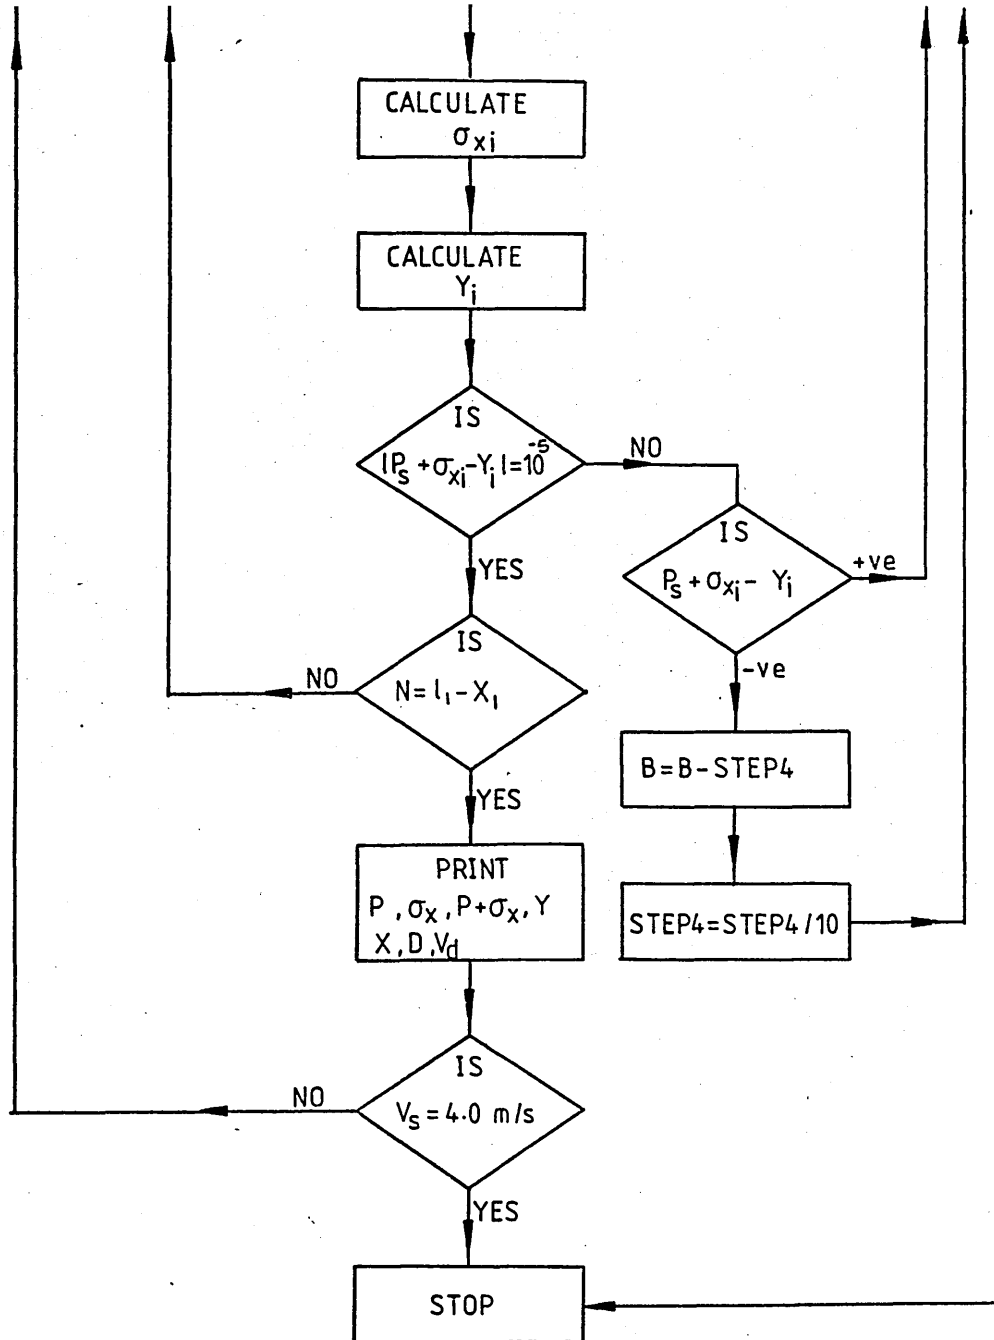 CALCULATE
σxi
CALCULATE
Yi
IS
|Ps + σxi - Yi| = 10^-5
NO
YES
IS
Ps + σxi - Yi
+ve
-ve
IS
N = l1 - X1
NO
YES
B = B - STEP4
STEP4 = STEP4 / 10
PRINT
P , σx , P + σx , Y
X , D , Vd
IS
Vs = 4.0 m/s
NO
YES
STOP